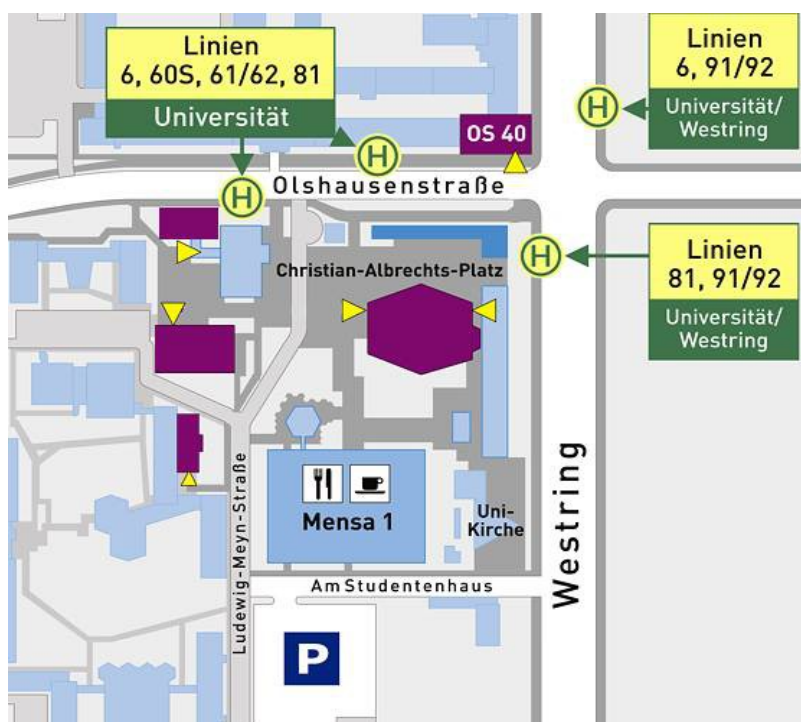 Linien
6, 60S, 61/62, 81
Universität
Linien
6, 91/92
Universität/
Westring
H
H
OS 40
H
Olshausenstraße
H
Linien
81, 91/92
Universität/
Westring
Christian-Albrechts-Platz
Mensa 1
Uni-
Kirche
Westring
Ludewig-Meyn-Straße
Am Studentenhaus
P